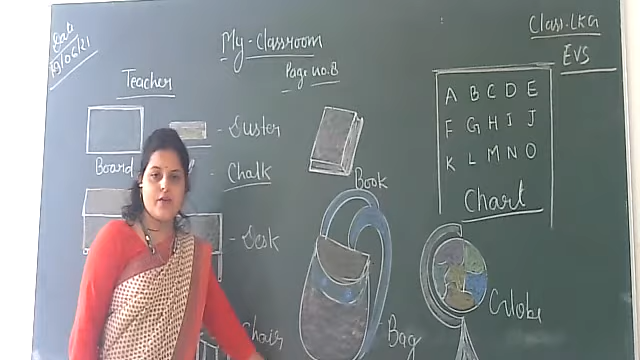 Date
19/06/21
My-Classroom
Page no. 8
Class-LKG
EVS
Teacher
Board
- Duster
- Chalk
- Desk
Chair
Book
Bag
A B C D E
F G H I J
K L M N O
Chart
Globe